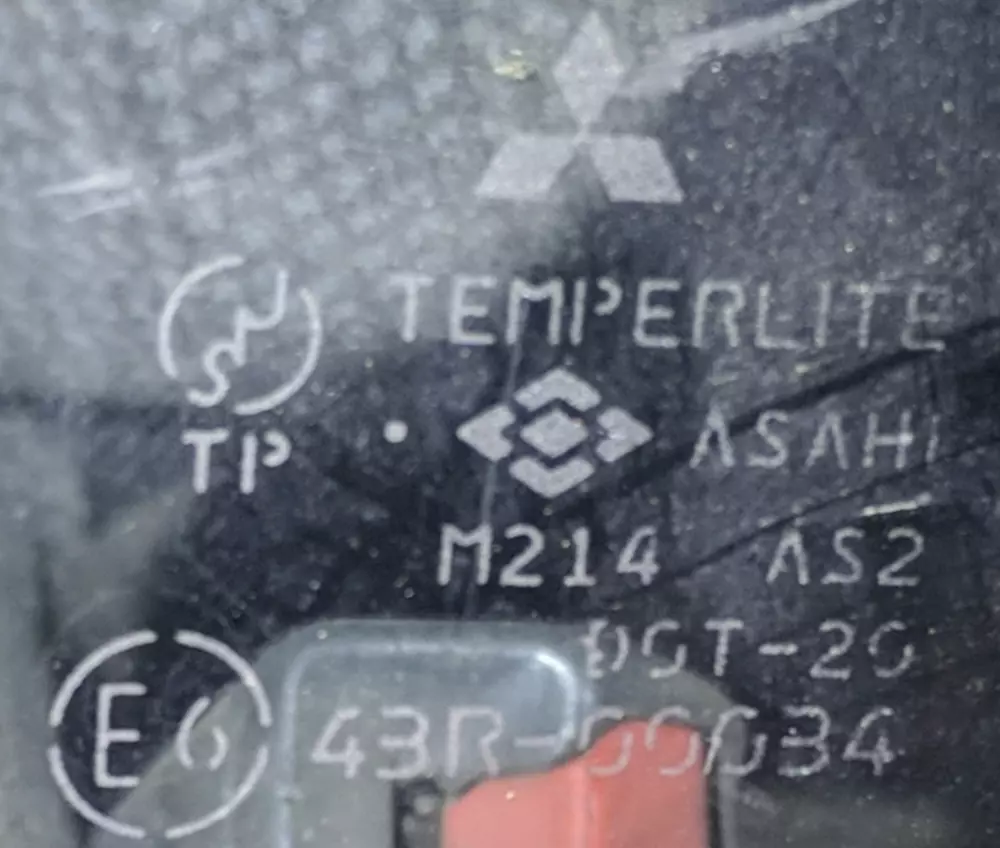 TEMPERLITE
TP
ASAHI
M214 AS2
DOT-20
E6
43R-00034